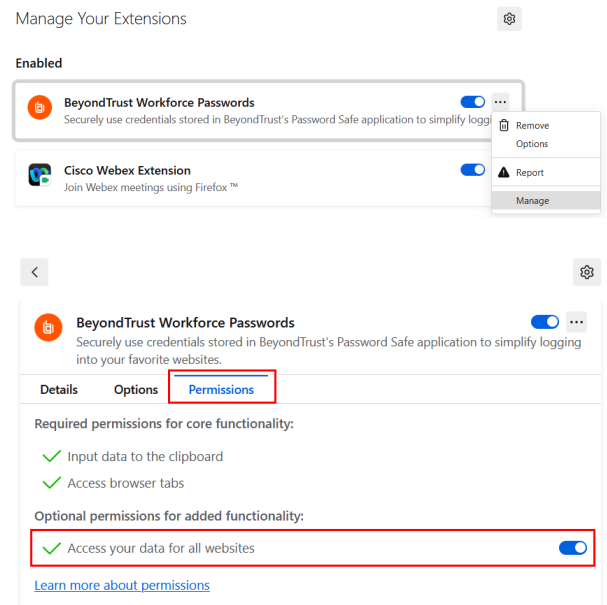 Manage Your Extensions
Enabled
BeyondTrust Workforce Passwords
Securely use credentials stored in BeyondTrust's Password Safe application to simplify loggi
Remove
Options
Report
Manage
Cisco Webex Extension
Join Webex meetings using Firefox ™
BeyondTrust Workforce Passwords
Securely use credentials stored in BeyondTrust's Password Safe application to simplify logging
into your favorite websites.
Details Options Permissions
Required permissions for core functionality:
Input data to the clipboard
Access browser tabs
Optional permissions for added functionality:
Access your data for all websites
Learn more about permissions